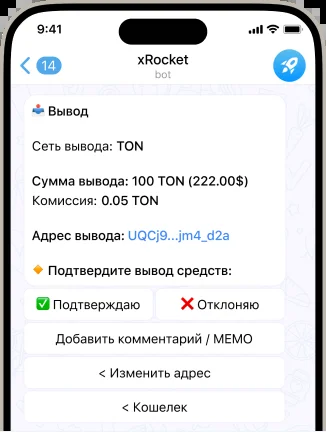 9:41
14
xRocket
bot
Вывод
Сеть вывода: TON
Сумма вывода: 100 TON (222.00$)
Комиссия: 0.05 TON
Адрес вывода: UQCj9...jm4_d2a
Подтвердите вывод средств:
Подтверждаю
Отклоняю
Добавить комментарий / MEMO
< Изменить адрес
< Кошелек